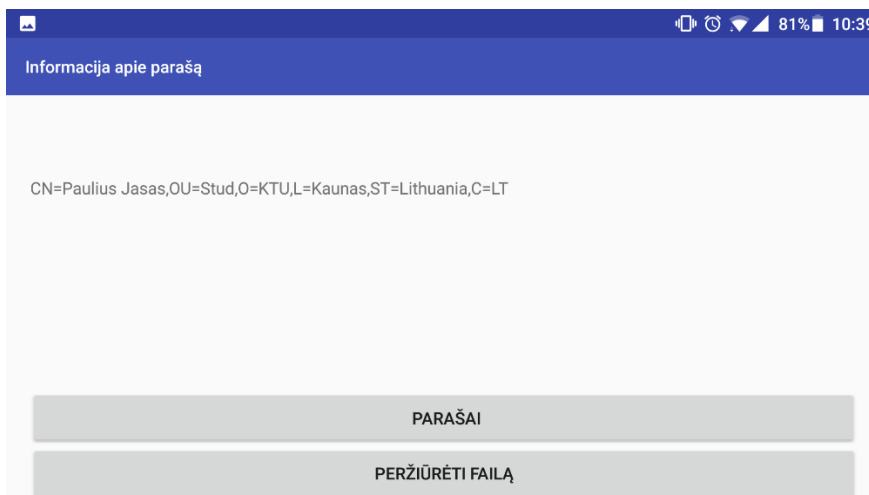 81% 10:39
Informacija apie parašą
CN=Paulius Jasas,OU=Stud,O=KTU,L=Kaunas,ST=Lithuania,C=LT
PARAŠAI
PERŽIŪRĖTI FAILĄ